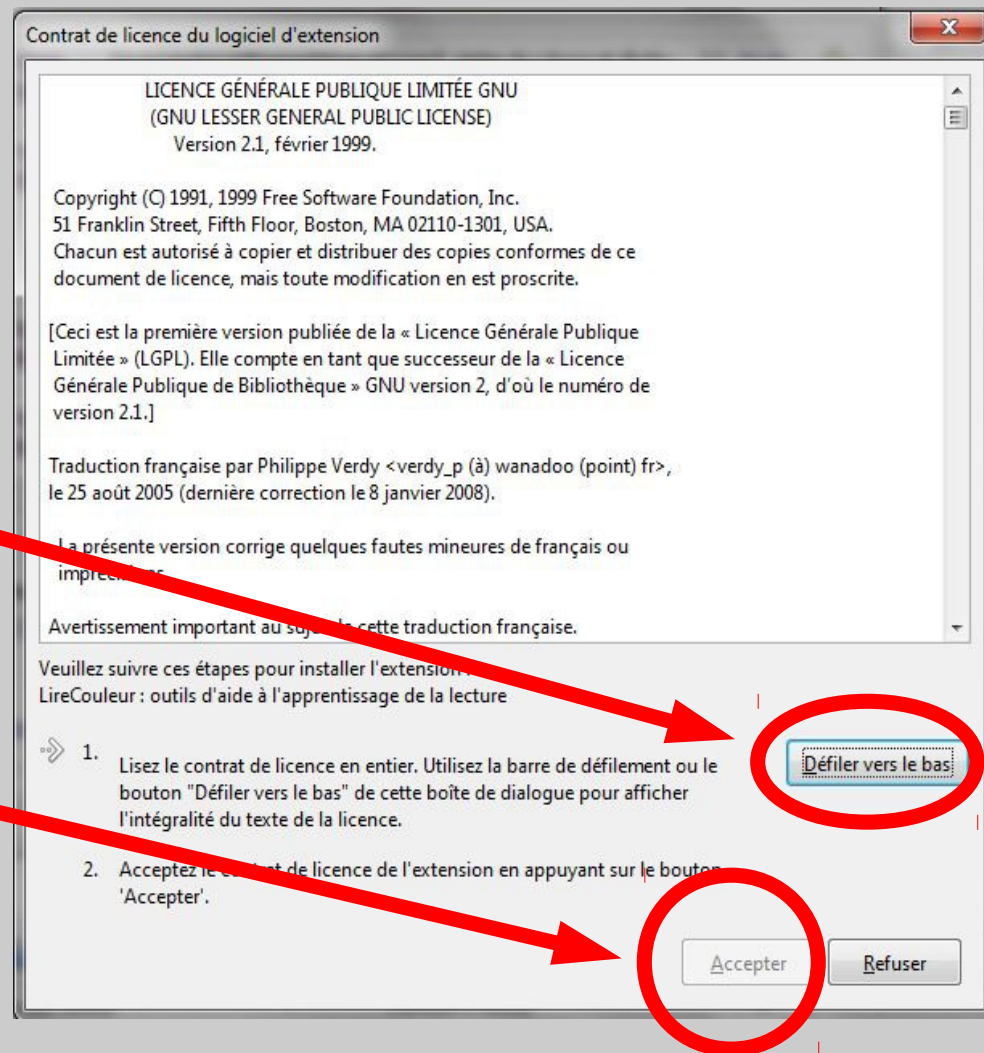 Contrat de licence du logiciel d'extension
LICENCE GÉNÉRALE PUBLIQUE LIMITÉE GNU
(GNU LESSER GENERAL PUBLIC LICENSE)
Version 2.1, février 1999.
Copyright (C) 1991, 1999 Free Software Foundation, Inc.
51 Franklin Street, Fifth Floor, Boston, MA 02110-1301, USA.
Chacun est autorisé à copier et distribuer des copies conformes de ce
document de licence, mais toute modification en est proscrite.
[Ceci est la première version publiée de la « Licence Générale Publique
Limitée » (LGPL). Elle compte en tant que successeur de la « Licence
Générale Publique de Bibliothèque » GNU version 2, d'où le numéro de
version 2.1.]
Traduction française par Philippe Verdy <verdy_p (à) wanadoo (point) fr>,
le 25 août 2005 (dernière correction le 8 janvier 2008).
La présente version corrige quelques fautes mineures de français ou
Avertissement important au cette traduction française.
Veuillez suivre ces étapes pour installer l'extension
LireCouleur : outils d'aide à l'apprentissage de la lecture
1.
Lisez le contrat de licence en entier. Utilisez la barre de défilement ou le
bouton "Défiler vers le bas" de cette boîte de dialogue pour afficher
l'intégralité du texte de la licence.
Défiler vers le bas
2. Acceptez le de licence de l'extension en appuyant sur le bouton
'Accepter'.
Accepter
Refuser